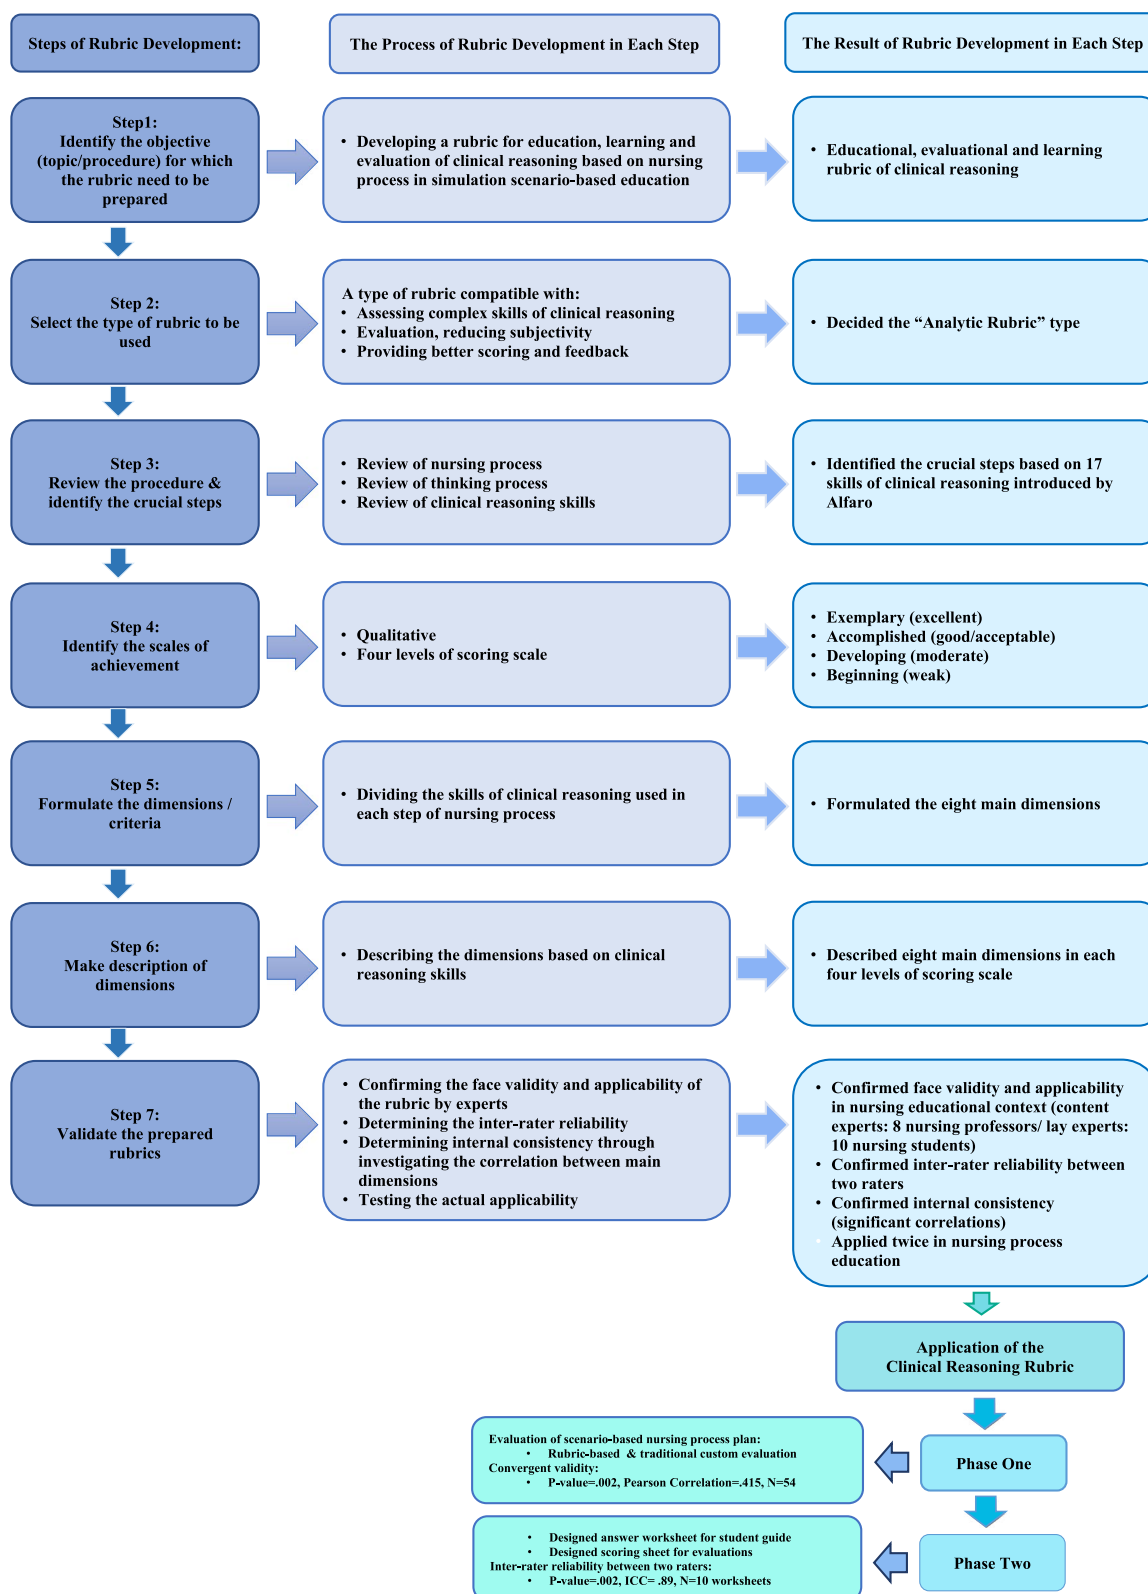 Steps of Rubric Development:
The Process of Rubric Development in Each Step
The Result of Rubric Development in Each Step
Step1:
Identify the objective
(topic/procedure) for which
the rubric need to be
prepared
• Developing a rubric for education, learning and
evaluation of clinical reasoning based on nursing
process in simulation scenario-based education
• Educational, evaluational and learning
rubric of clinical reasoning
Step 2:
Select the type of rubric to be
used
A type of rubric compatible with:
• Assessing complex skills of clinical reasoning
• Evaluation, reducing subjectivity
• Providing better scoring and feedback
• Decided the “Analytic Rubric” type
Step 3:
Review the procedure &
identify the crucial steps
• Review of nursing process
• Review of thinking process
• Review of clinical reasoning skills
• Identified the crucial steps based on 17
skills of clinical reasoning introduced by
Alfaro
Step 4:
Identify the scales of
achievement
• Qualitative
• Four levels of scoring scale
• Exemplary (excellent)
• Accomplished (good/acceptable)
• Developing (moderate)
• Beginning (weak)
Step 5:
Formulate the dimensions /
criteria
• Dividing the skills of clinical reasoning used in
each step of nursing process
• Formulated the eight main dimensions
Step 6:
Make description of
dimensions
• Describing the dimensions based on clinical
reasoning skills
• Described eight main dimensions in each
four levels of scoring scale
Step 7:
Validate the prepared
rubrics
• Confirming the face validity and applicability of
the rubric by experts
• Determining the inter-rater reliability
• Determining internal consistency through
investigating the correlation between main
dimensions
• Testing the actual applicability
• Confirmed face validity and applicability
in nursing educational context (content
experts: 8 nursing professors/ lay experts:
10 nursing students)
• Confirmed inter-rater reliability between
two raters
• Confirmed internal consistency
(significant correlations)
• Applied twice in nursing process
education
Application of the
Clinical Reasoning Rubric
Evaluation of scenario-based nursing process plan:
• Rubric-based & traditional custom evaluation
Convergent validity:
• P-value=.002, Pearson Correlation=.415, N=54
Phase One
• Designed answer worksheet for student guide
• Designed scoring sheet for evaluations
Inter-rater reliability between two raters:
• P-value=.002, ICC= .89, N=10 worksheets
Phase Two